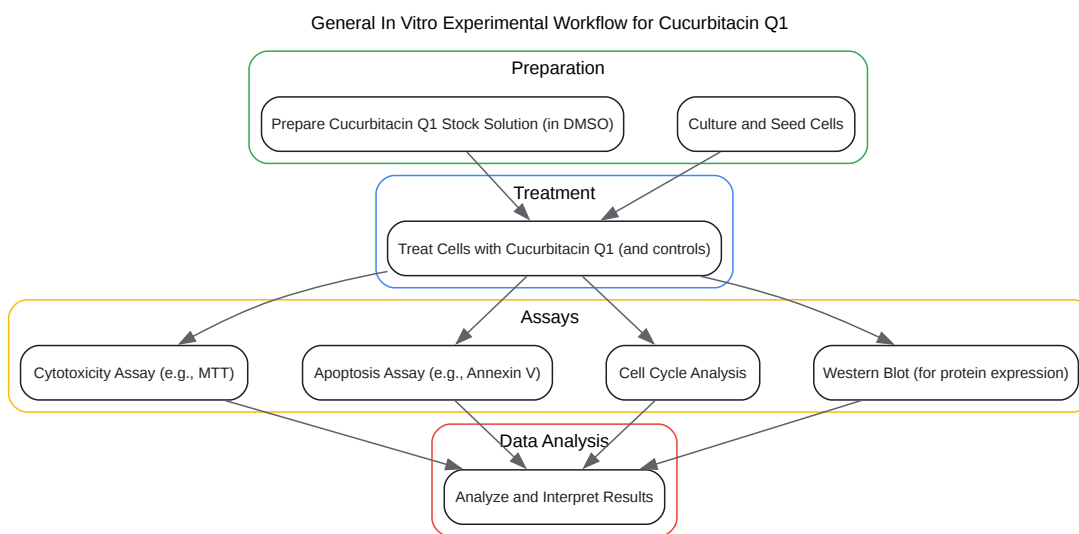 General In Vitro Experimental Workflow for Cucurbitacin Q1
Preparation
Prepare Cucurbitacin Q1 Stock Solution (in DMSO)
Culture and Seed Cells
Treatment
Treat Cells with Cucurbitacin Q1 (and controls)
Assays
Cytotoxicity Assay (e.g., MTT)
Apoptosis Assay (e.g., Annexin V)
Cell Cycle Analysis
Western Blot (for protein expression)
Data Analysis
Analyze and Interpret Results